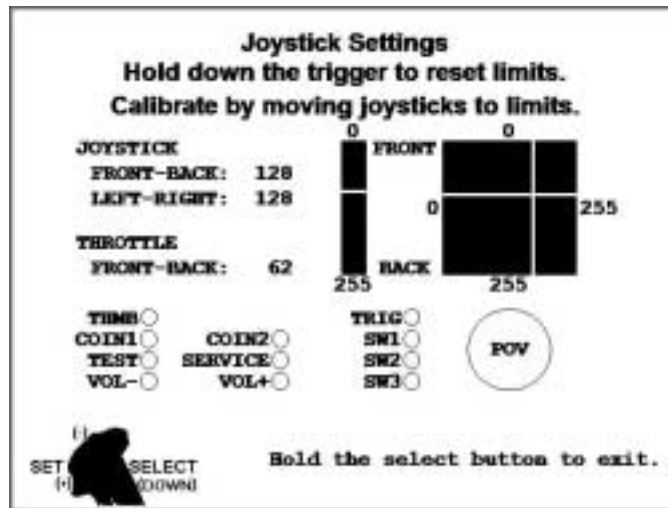 Joystick Settings
Hold down the trigger to reset limits.
Calibrate by moving joysticks to limits.
0 0
JOYSTICK FRONT
FRONT-BACK: 128
LEFT-RIGHT: 128
0 255
THROTTLE
FRONT-BACK: 62 BACK
255 255
THMB TRIG
COIN1 COIN2 SW1
TEST SERVICE SW2
VOL- VOL+ SW3
POV
(-)
SET SELECT
(+) (DOWN)
Hold the select button to exit.